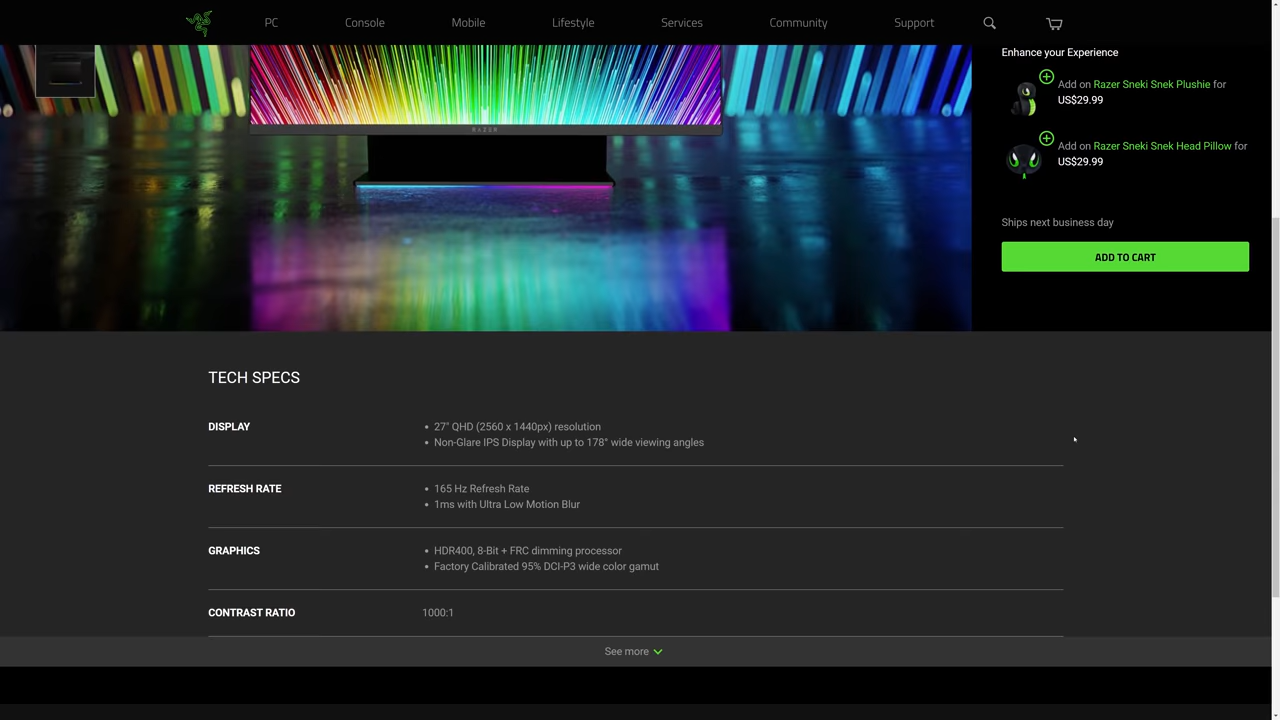 PC Console Mobile Lifestyle Services Community Support
RAZER
Enhance your Experience
Add on Razer Sneki Snek Plushie for
US$29.99
Add on Razer Sneki Snek Head Pillow for
US$29.99
Ships next business day
ADD TO CART
TECH SPECS
DISPLAY
• 27" QHD (2560 x 1440px) resolution
• Non-Glare IPS Display with up to 178° wide viewing angles
REFRESH RATE
• 165 Hz Refresh Rate
• 1ms with Ultra Low Motion Blur
GRAPHICS
• HDR400, 8-Bit + FRC dimming processor
• Factory Calibrated 95% DCI-P3 wide color gamut
CONTRAST RATIO
1000:1
See more